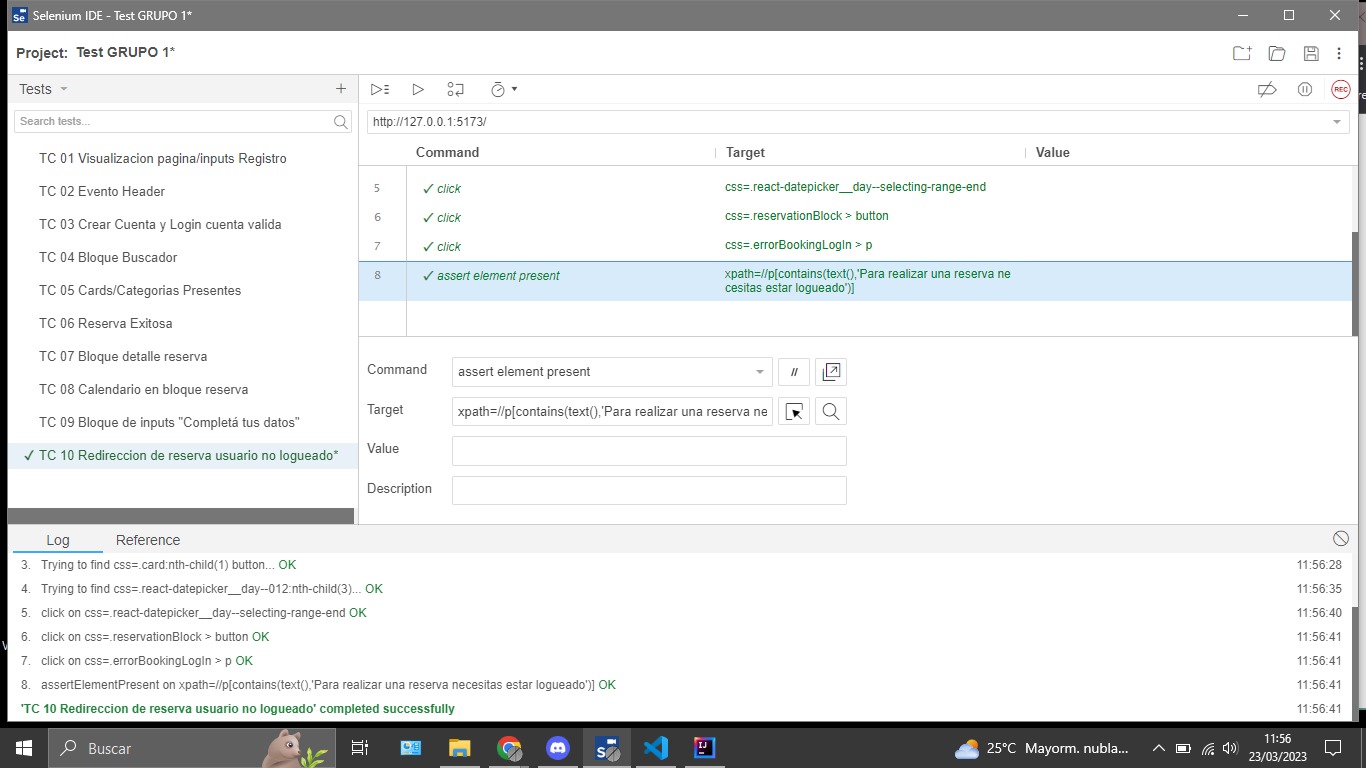 Selenium IDE - Test GRUPO 1*
Project: Test GRUPO 1*
Tests
Search tests...
TC 01 Visualizacion pagina/inputs Registro
TC 02 Evento Header
TC 03 Crear Cuenta y Login cuenta valida
TC 04 Bloque Buscador
TC 05 Cards/Categorias Presentes
TC 06 Reserva Exitosa
TC 07 Bloque detalle reserva
TC 08 Calendario en bloque reserva
TC 09 Bloque de inputs "Completá tus datos"
✓ TC 10 Redireccion de reserva usuario no logueado*
REC
http://127.0.0.1:5173/
Command Target Value
5 ✓ click css=.react-datepicker__day--selecting-range-end
6 ✓ click css=.reservationBlock > button
7 ✓ click css=.errorBookingLogIn > p
8 ✓ assert element present xpath=//p[contains(text(),'Para realizar una reserva ne
cesitas estar logueado')]
Command assert element present //
Target xpath=//p[contains(text(),'Para realizar una reserva ne
Value
Description
Log Reference
3. Trying to find css=.card:nth-child(1) button... OK 11:56:28
4. Trying to find css=.react-datepicker__day--012:nth-child(3)... OK 11:56:35
5. click on css=.react-datepicker__day--selecting-range-end OK 11:56:40
6. click on css=.reservationBlock > button OK 11:56:41
7. click on css=.errorBookingLogIn > p OK 11:56:41
8. assertElementPresent on xpath=//p[contains(text(),'Para realizar una reserva necesitas estar logueado')] OK 11:56:41
'TC 10 Redireccion de reserva usuario no logueado' completed successfully 11:56:41
Buscar
25°C Mayorm. nubla...
11:56
23/03/2023